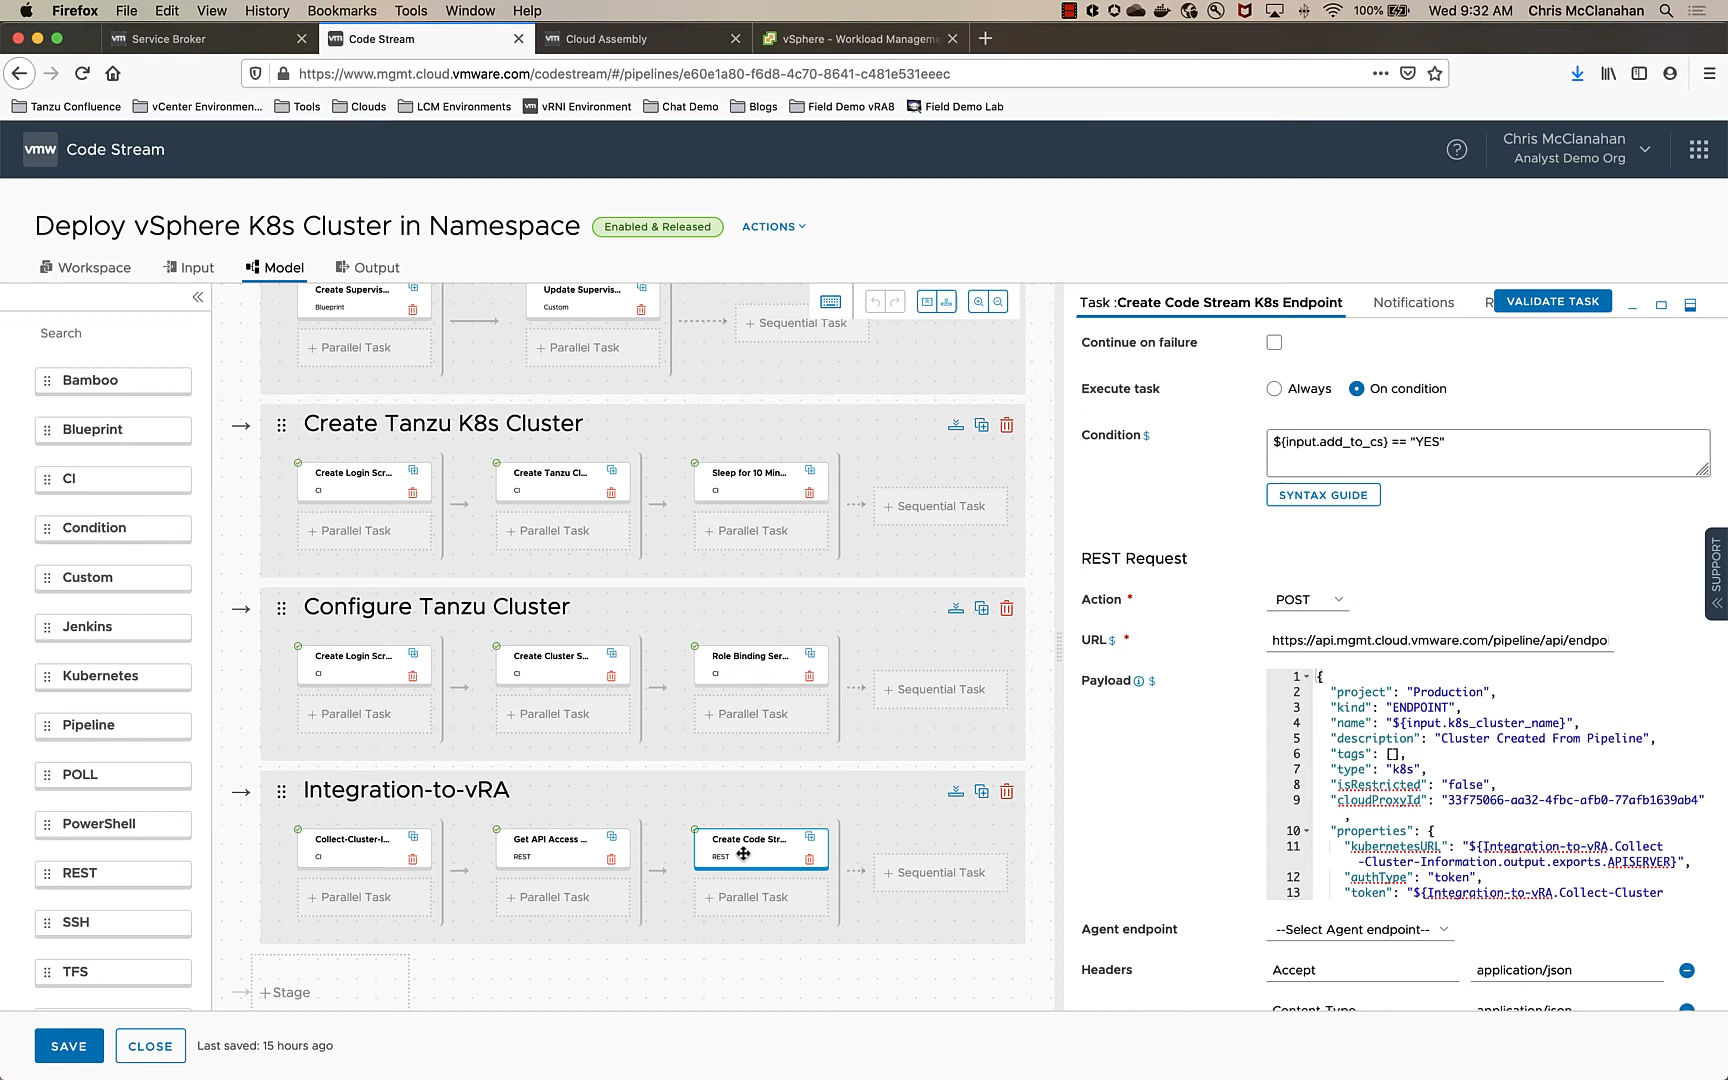 Firefox File Edit View History Bookmarks Tools Window Help 100% Wed 9:32 AM Chris McClanahan
vm Service Broker
vm Code Stream
vm Cloud Assembly
vSphere - Workload Manageme
https://www.mgmt.cloud.vmware.com/codestream/#/pipelines/e60e1a80-f6d8-4c70-8641-c481e531eeec
Tanzu Confluence vCenter Environmen... Tools Clouds LCM Environments vm vRNI Environment Chat Demo Blogs Field Demo vRA8 Field Demo Lab
vmw Code Stream
Chris McClanahan
Analyst Demo Org
Deploy vSphere K8s Cluster in Namespace Enabled & Released ACTIONS
Workspace Input Model Output
Search
Bamboo
Blueprint
CI
Condition
Custom
Jenkins
Kubernetes
Pipeline
POLL
PowerShell
REST
SSH
TFS
Create Supervis...
Blueprint
+ Parallel Task
Update Supervis...
Custom
+ Parallel Task
+ Sequential Task
Create Tanzu K8s Cluster
Create Login Scr...
CI
+ Parallel Task
Create Tanzu Cl...
CI
+ Parallel Task
Sleep for 10 Min...
CI
+ Parallel Task
+ Sequential Task
Configure Tanzu Cluster
Create Login Scr...
CI
+ Parallel Task
Create Cluster S...
CI
+ Parallel Task
Role Binding Ser...
CI
+ Parallel Task
+ Sequential Task
Integration-to-vRA
Collect-Cluster-I...
CI
+ Parallel Task
Get API Access ...
REST
+ Parallel Task
Create Code Str...
REST
+ Parallel Task
+ Sequential Task
+Stage
Task :Create Code Stream K8s Endpoint Notifications R VALIDATE TASK
Continue on failure
Execute task Always On condition
Condition $ ${input.add_to_cs} == "YES"
SYNTAX GUIDE
REST Request
Action * POST
URL $ * https://api.mgmt.cloud.vmware.com/pipeline/api/endpo
Payload $
1 {
2 "project": "Production",
3 "kind": "ENDPOINT",
4 "name": "${input.k8s_cluster_name}",
5 "description": "Cluster Created From Pipeline",
6 "tags": [],
7 "type": "k8s",
8 "isRestricted": "false",
9 "cloudProxyId": "33f75066-aa32-4fbc-afb0-77afb1639ab4"
,
10 "properties": {
11 "kubernetesURL": "${Integration-to-vRA.Collect
-Cluster-Information.output.exports.APISERVER}",
12 "authType": "token",
13 "token": "${Integration-to-vRA.Collect-Cluster
Agent endpoint --Select Agent endpoint--
Headers Accept application/json
Content-Type application/json
SUPPORT
SAVE CLOSE Last saved: 15 hours ago